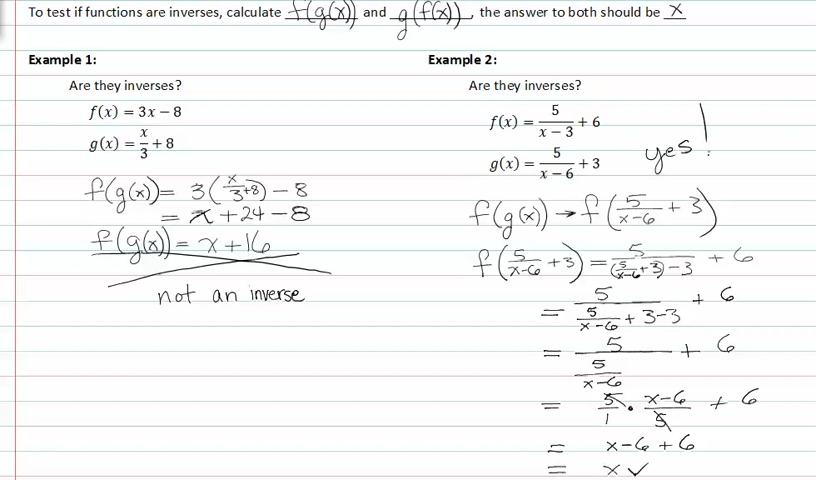 To test if functions are inverses, calculate f(g(x)) and g(f(x)), the answer to both should be x
Example 1:
Are they inverses?
f(x) = 3x − 8
g(x) = x/3 + 8
f(g(x)) = 3(x/3 + 8) − 8
= x + 24 − 8
f(g(x)) = x + 16
not an inverse
Example 2:
Are they inverses?
f(x) = 5/(x − 3) + 6
g(x) = 5/(x − 6) + 3
yes!
f(g(x)) → f(5/(x−6) + 3)
f(5/(x−6) + 3) = 5/((5/(x−6) + 3) − 3) + 6
= 5/(5/(x−6) + 3−3) + 6
= 5/(5/(x−6)) + 6
= 5/1 · (x−6)/5 + 6
= x−6+6
= x ✓